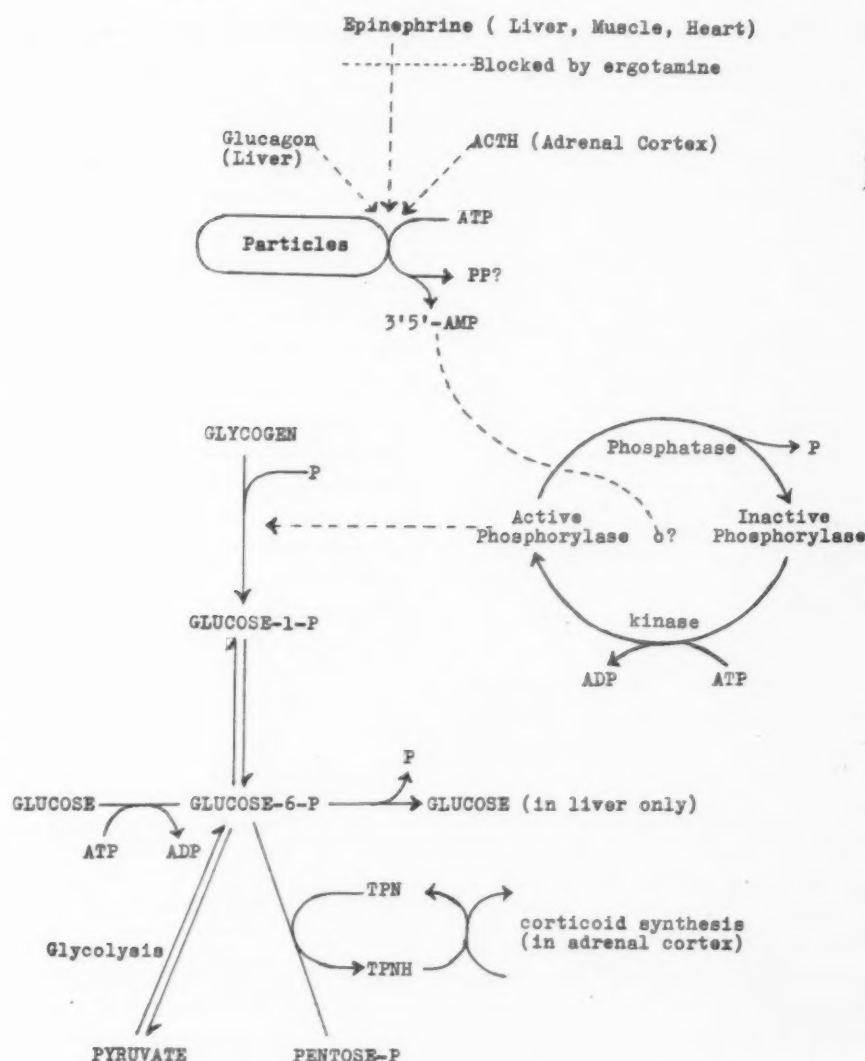 Epinephrine ( Liver, Muscle, Heart)
Blocked by ergotamine
Glucagon
(Liver)
ACTH (Adrenal Cortex)
ATP
Particles
PP?
3'5'-AMP
GLYCOGEN
P
Phosphatase
P
Active
Phosphorylase
δ?
Inactive
Phosphorylase
GLUCOSE-1-P
kinase
ADP
ATP
P
GLUCOSE
GLUCOSE-6-P
GLUCOSE (in liver only)
ATP
ADP
TPN
corticoid synthesis
(in adrenal cortex)
Glycolysis
TPNH
PYRUVATE
PENTOSE-P